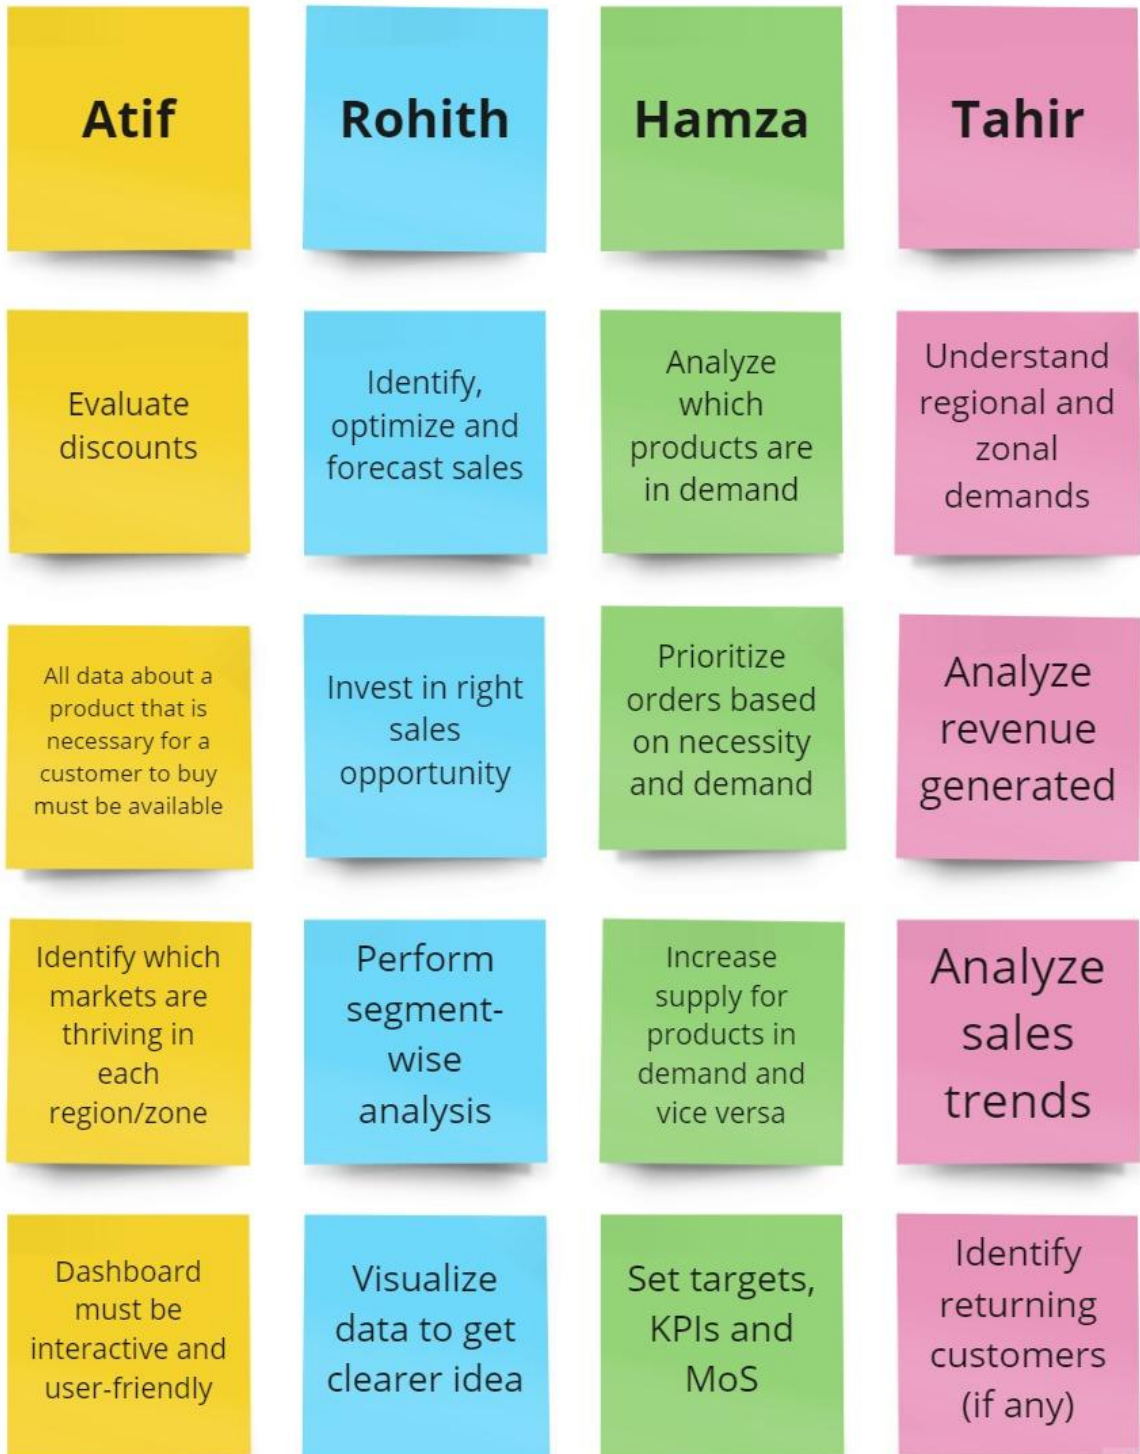 Atif
Rohith
Hamza
Tahir
Evaluate
discounts
Identify,
optimize and
forecast sales
Analyze
which
products are
in demand
Understand
regional and
zonal
demands
All data about a
product that is
necessary for a
customer to buy
must be available
Invest in right
sales
opportunity
Prioritize
orders based
on necessity
and demand
Analyze
revenue
generated
Identify which
markets are
thriving in
each
region/zone
Perform
segment-
wise
analysis
Increase
supply for
products in
demand and
vice versa
Analyze
sales
trends
Dashboard
must be
interactive and
user-friendly
Visualize
data to get
clearer idea
Set targets,
KPIs and
MoS
Identify
returning
customers
(if any)